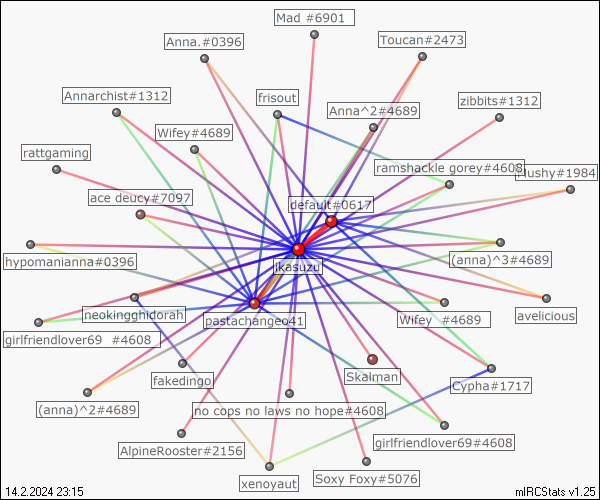 Mad #6901
Anna.#0396
Toucan#2473
Annarchist#1312
frisout
Anna^2#4689
zibbits#1312
Wifey#4689
rattgaming
ramshackle gorey#4608
Plushy#1984
ace deucy#7097
default#0617
hypomanianna#0396
jkasuzu
(anna)^3#4689
neokingghidorah
pastachangeo41
Wifey #4689
avelicious
girlfriendlover69 #4608
fakedingo
Skalman
Cypha#1717
(anna)^2#4689
no cops no laws no hope#4608
AlpineRooster#2156
girlfriendlover69#4608
xenoyaut
Soxy Foxy#5076
14.2.2024 23:15
mIRCStats v1.25